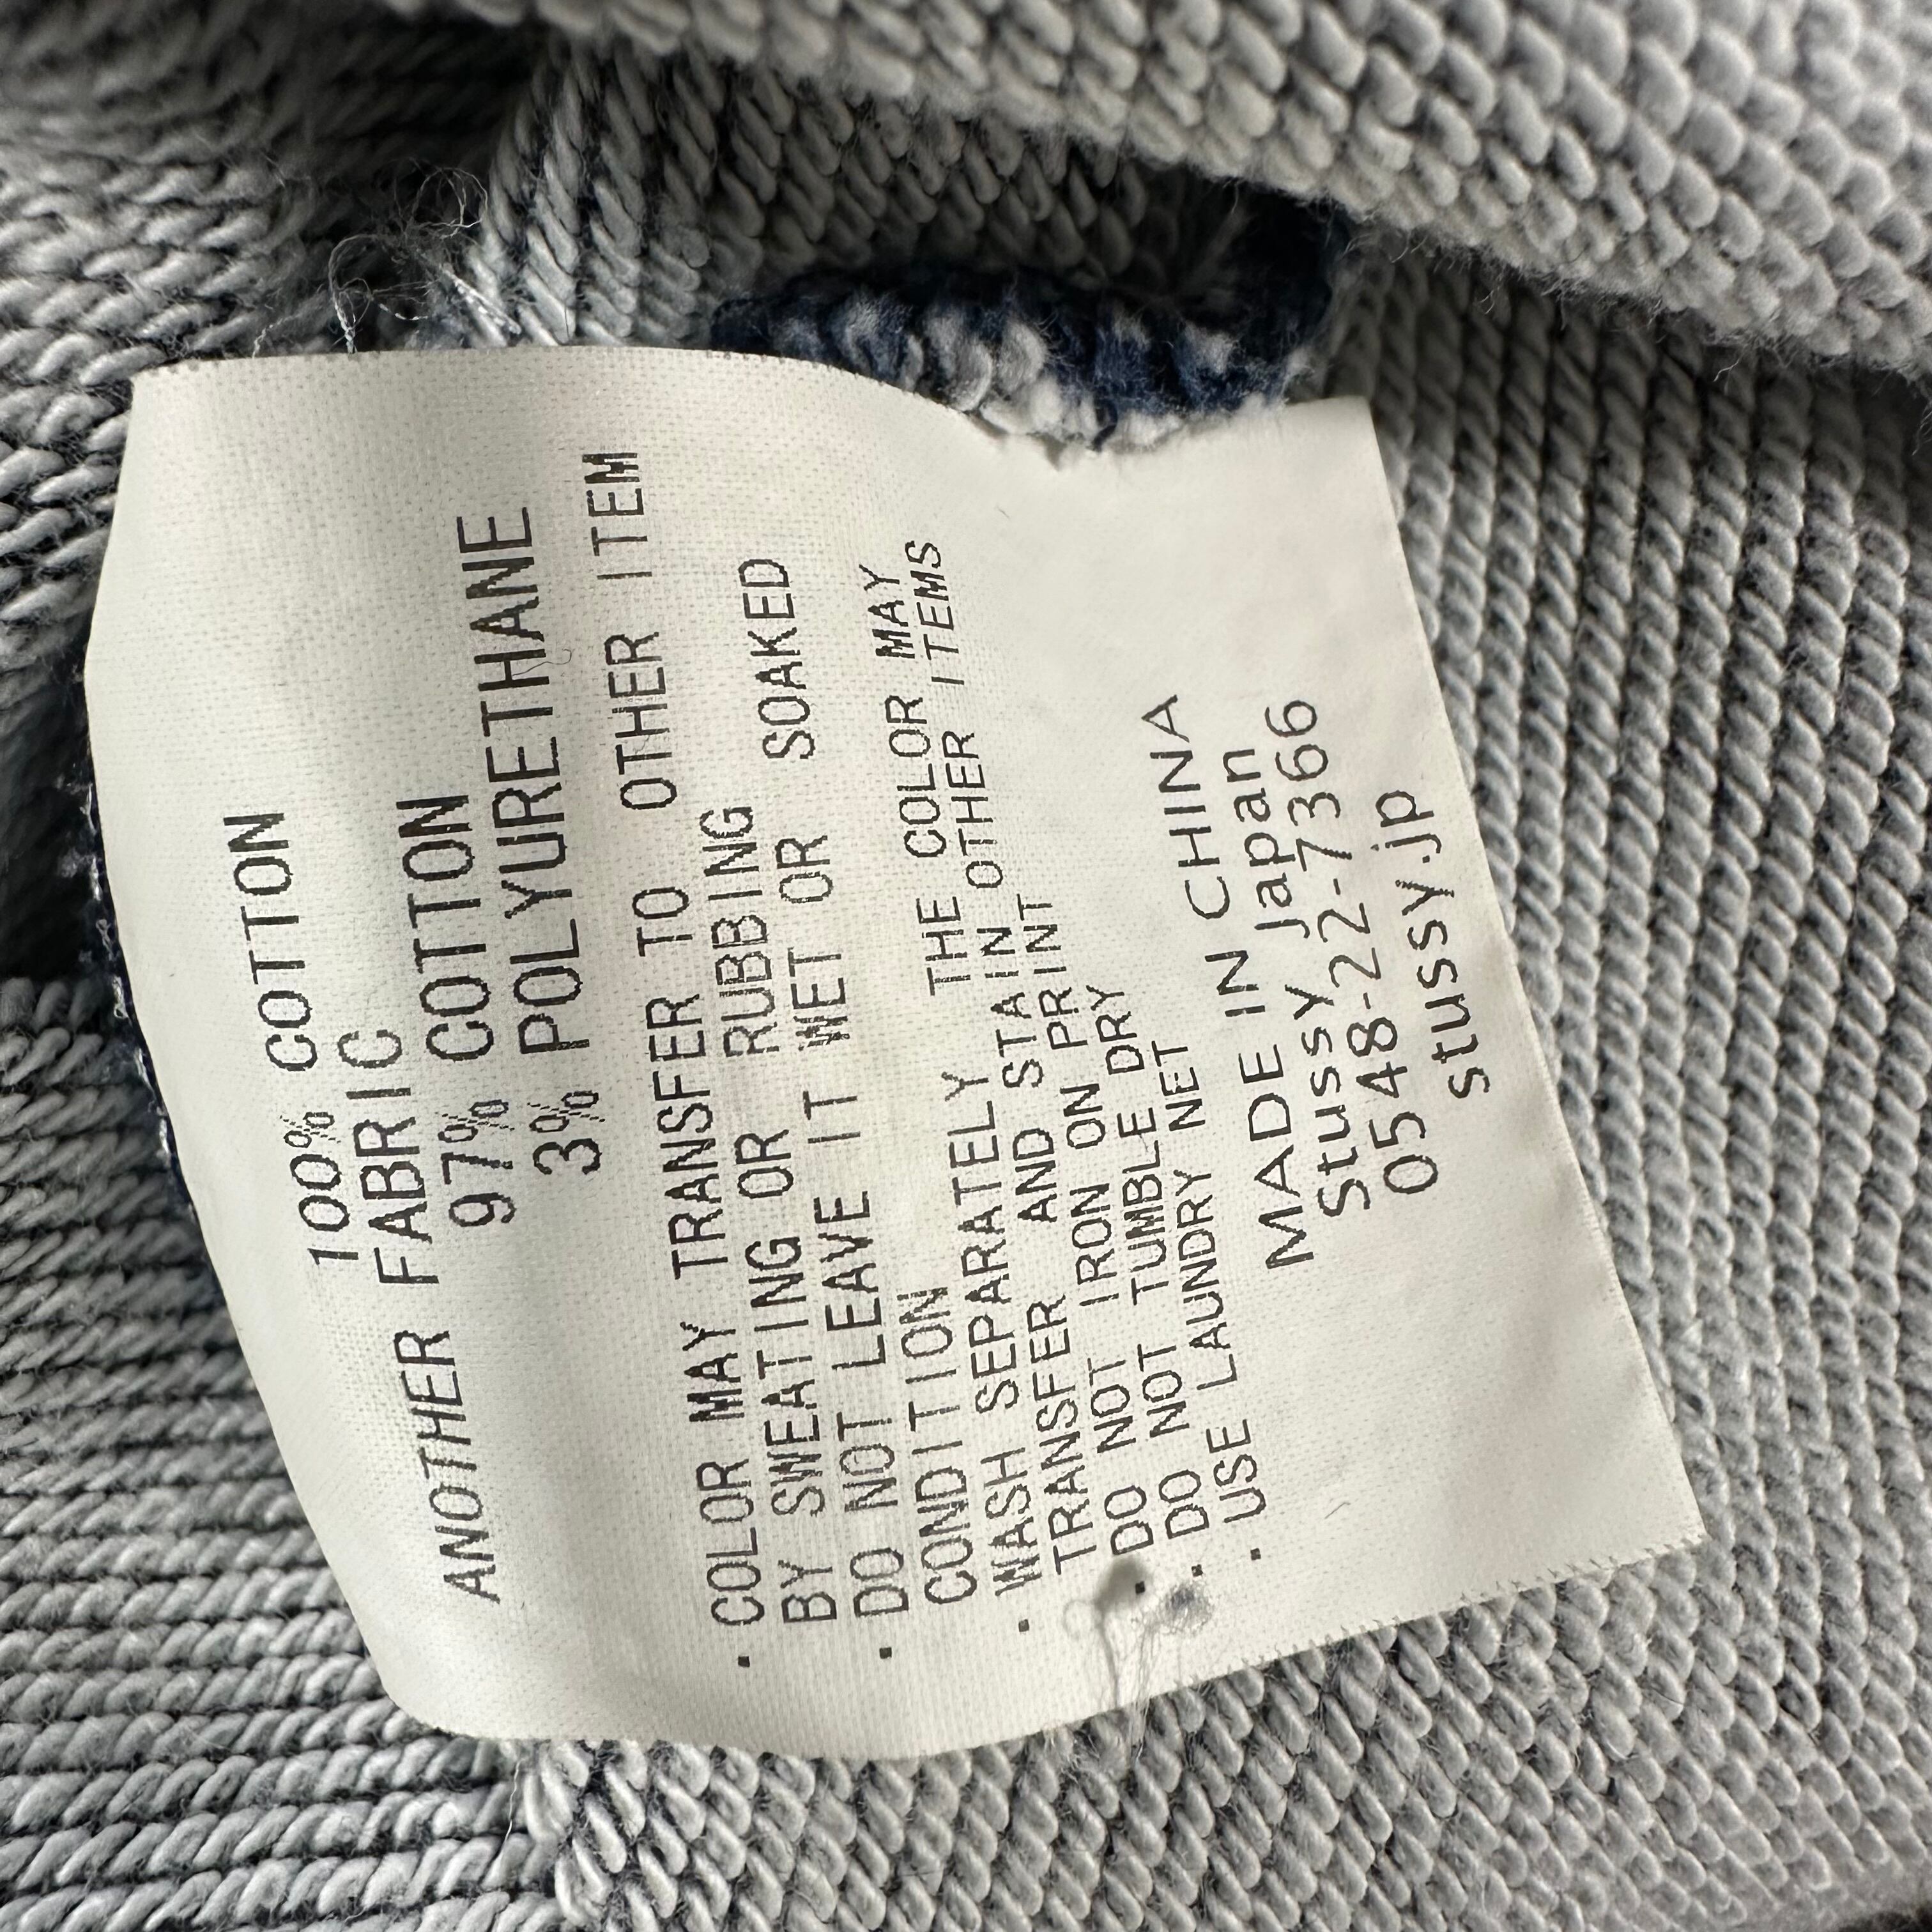 100% COTTON
ANOTHER FABRIC
97% COTTON
3% POLYURETHANE
· COLOR MAY TRANSFER TO OTHER ITEM
BY SWEATING OR RUBBING
· DO NOT LEAVE IT WET OR SOAKED
CONDITION
· WASH SEPARATELY THE COLOR MAY
TRANSFER AND STAIN IN OTHER ITEMS
· DO NOT IRON ON PRINT
· DO NOT TUMBLE DRY
· USE LAUNDRY NET
MADE IN CHINA
Stussy Japan
0548-22-7366
stussy.jp